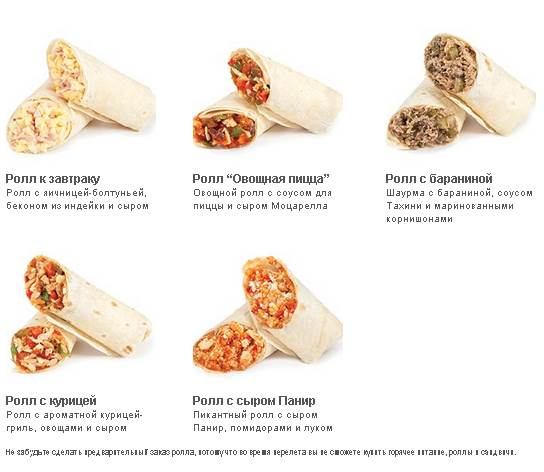 Ролл к завтраку
Ролл с яичницей-болтуньей,
беконом из индейки и сыром
Ролл “Овощная пицца”
Овощной ролл с соусом для
пиццы и сыром Моцарелла
Ролл с бараниной
Шаурма с бараниной, соусом
Тахини и маринованными
корнишонами
Ролл с курицей
Ролл с ароматной курицей-
гриль, овощами и сыром
Ролл с сыром Панир
Пикантный ролл с сыром
Панир, помидорами и луком
Не забудьте сделать предварительный заказ ролла, потому что во время перелета вы не сможете купить горячее питание, роллы и сандвичи.